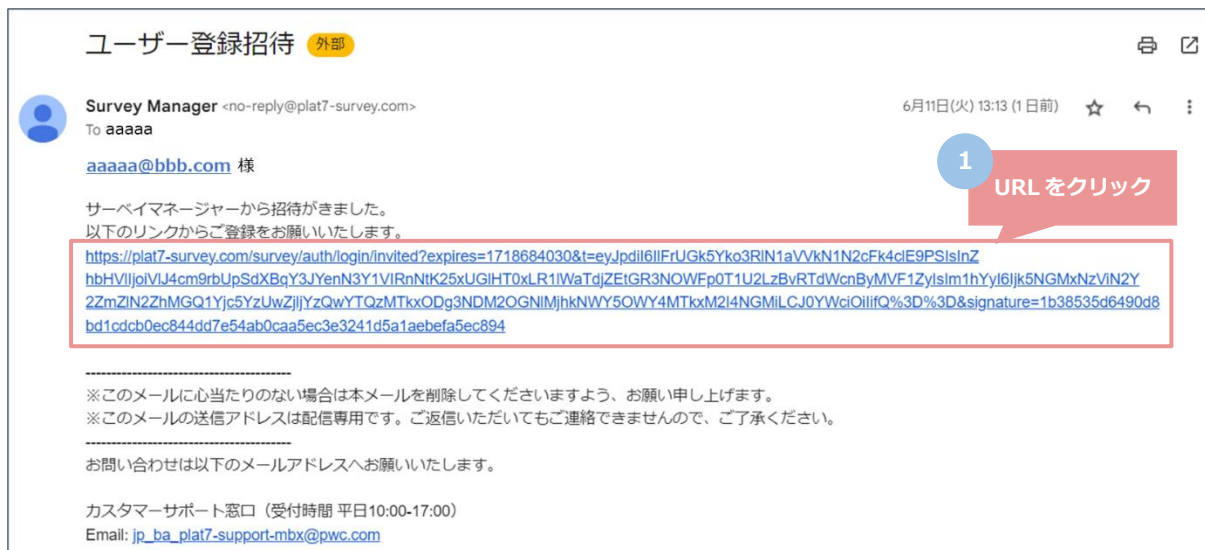 ユーザー登録招待 外部
Survey Manager <no-reply@plat7-survey.com>
6月11日(火) 13:13 (1 日前)
To aaaaa
aaaaa@bbb.com 様
1
URL をクリック
サーベイマネージャーから招待がきました。
以下のリンクからご登録をお願いいたします。
https://plat7-survey.com/survey/auth/login/invited?expires=1718684030&t=eyJpdiI6IlFrUGk5Yko3RlN1aVVkN1N2cFk4clE9PSIsInZ
hbHVlIjoiVlJ4cm9rbUpSdXBqY3JYenN3Y1VIRnNtK25xUGlHT0xLR1lWaTdjZEtGR3NOWFp0T1U2LzBvRTdWcnByMVF1ZyIsIm1hYyI6Ijk5NGMxNzViN2Y
2ZmZlN2ZhMGQ1Yjc5YzUwZjljYzQwYTQzMTkxODg3NDM2OGNlMjhkNWY5OWY4MTkxM2I4NGMiLCJ0YWciOiIifQ%3D%3D&signature=1b38535d6490d8
bd1cdcb0ec844dd7e54ab0caa5ec3e3241d5a1aebefa5ec894
----------------------------------------
※このメールに心当たりのない場合は本メールを削除してくださいますよう、お願い申し上げます。
※このメールの送信アドレスは配信専用です。ご返信いただいてもご連絡できませんので、ご了承ください。
----------------------------------------
お問い合わせは以下のメールアドレスへお願いいたします。
カスタマーサポート窓口（受付時間 平日10:00-17:00）
Email: jp_ba_plat7-support-mbx@pwc.com